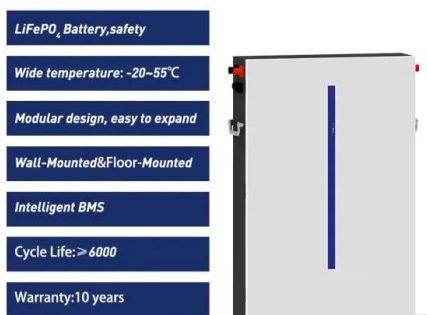 LiFePO₄ Battery,safety
Wide temperature: -20~55℃
Modular design, easy to expand
Wall-Mounted&Floor-Mounted
Intelligent BMS
Cycle Life:≥6000
Warranty:10 years